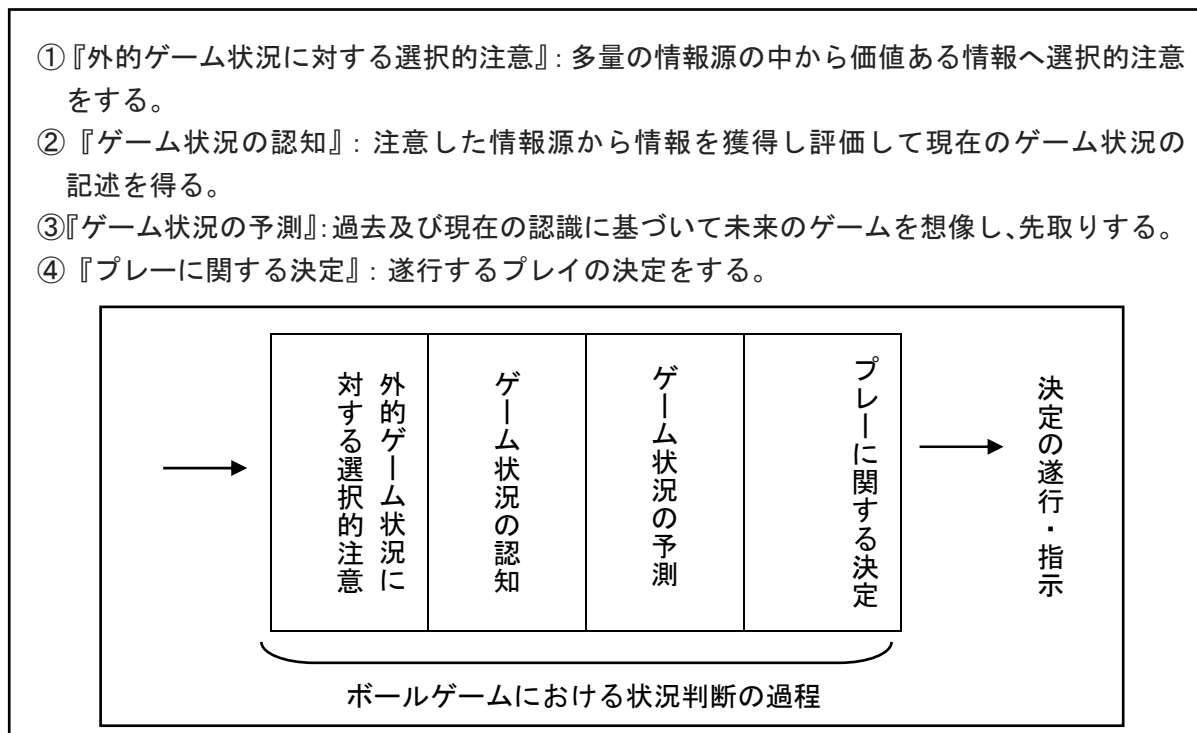 ①『外的ゲーム状況に対する選択的注意』：多量の情報源の中から価値ある情報へ選択的注意
をする。
②『ゲーム状況の認知』：注意した情報源から情報を獲得し評価して現在のゲーム状況の
記述を得る。
③『ゲーム状況の予測』：過去及び現在の認識に基づいて未来のゲームを想像し、先取りする。
④『プレーに関する決定』：遂行するプレイの決定をする。
外的ゲーム状況に
対する選択的注意
ゲーム状況の認知
ゲーム状況の予測
プレーに関する決定
決定の遂行・指示
ボールゲームにおける状況判断の過程